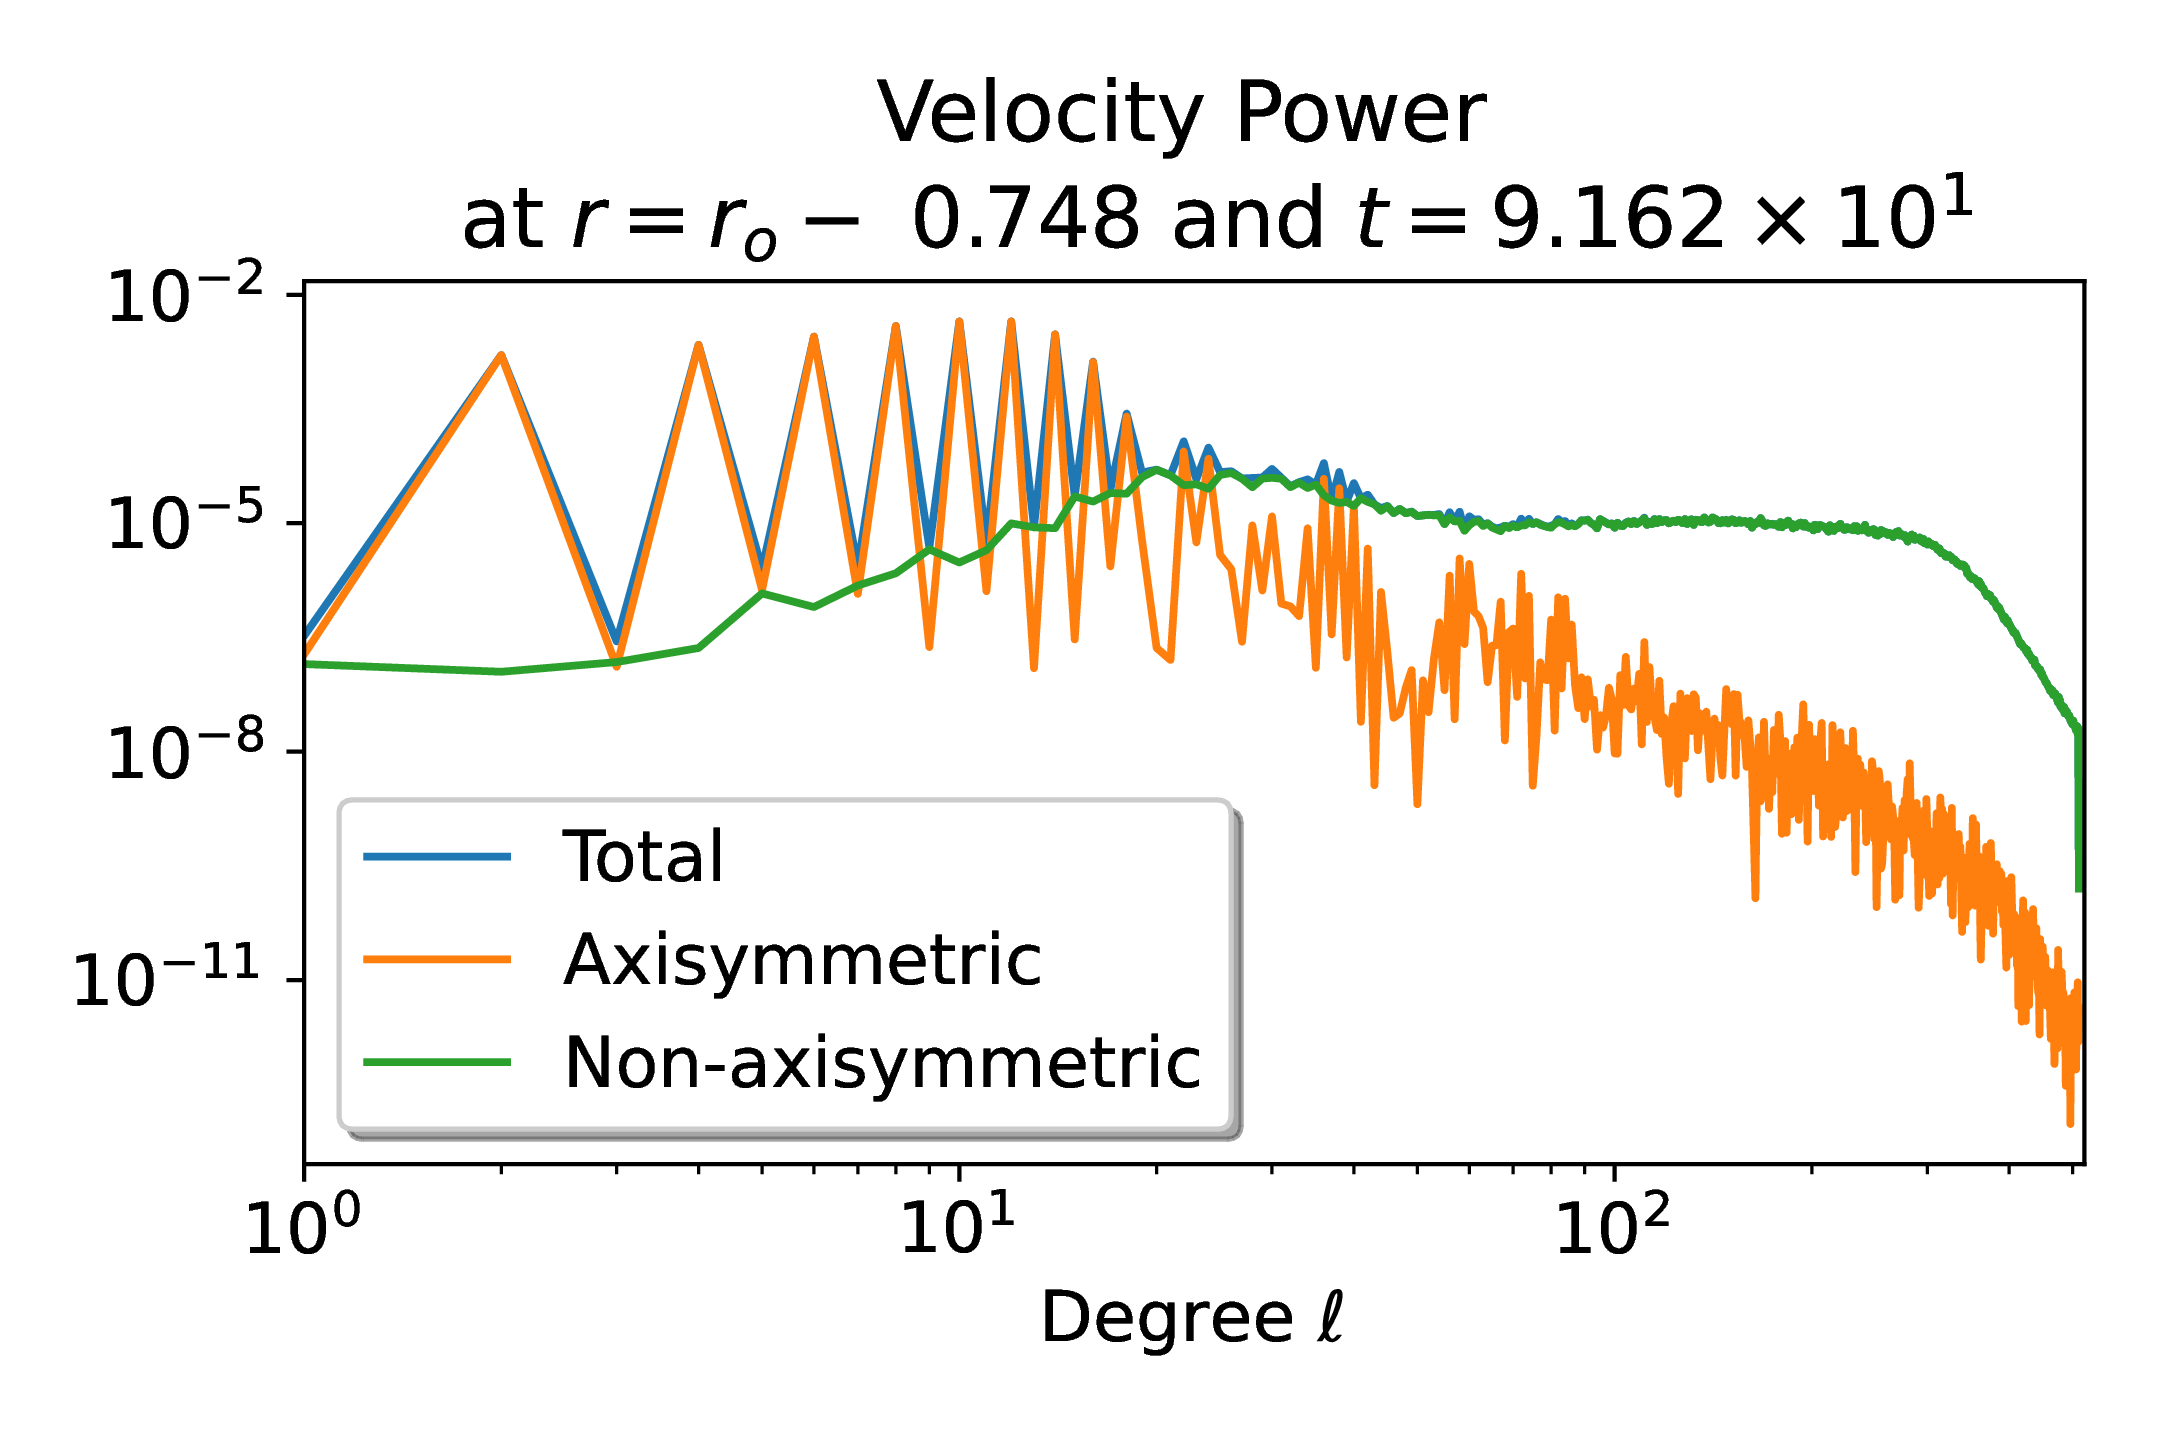 Velocity Power
at r = r_o − 0.748 and t = 9.162 × 10^1
10^−2
10^−5
10^−8
10^−11
Total
Axisymmetric
Non-axisymmetric
10^0 10^1 10^2
Degree ℓ